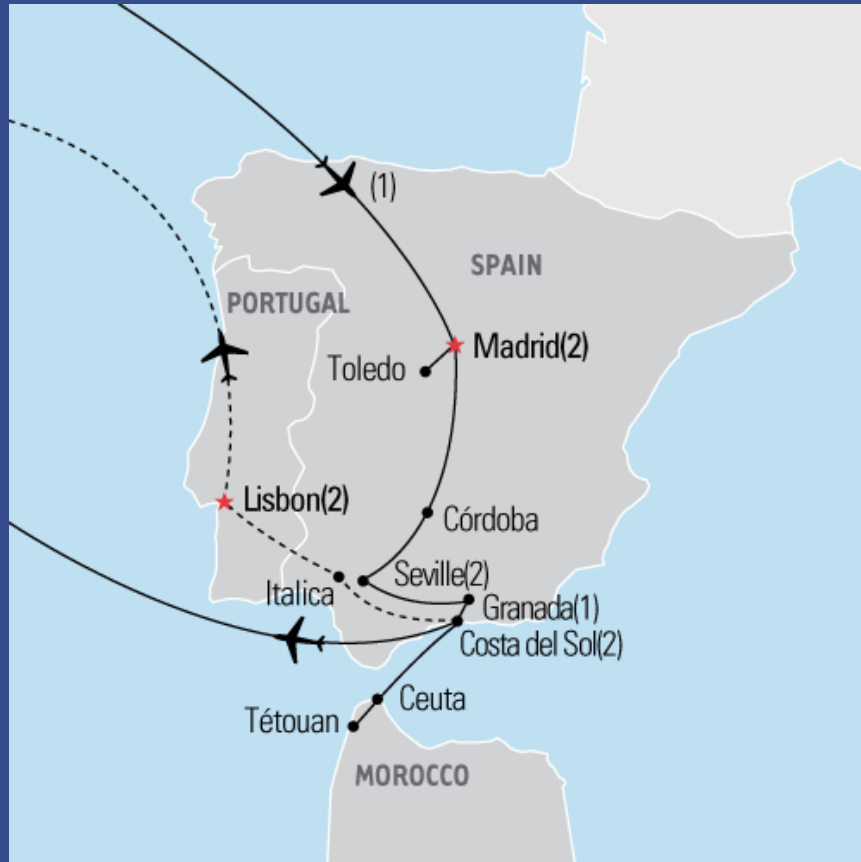 (1)
SPAIN
PORTUGAL
Madrid(2)
Toledo
Lisbon(2)
Córdoba
Seville(2)
Italica
Granada(1)
Costa del Sol(2)
Ceuta
Tétouan
MOROCCO